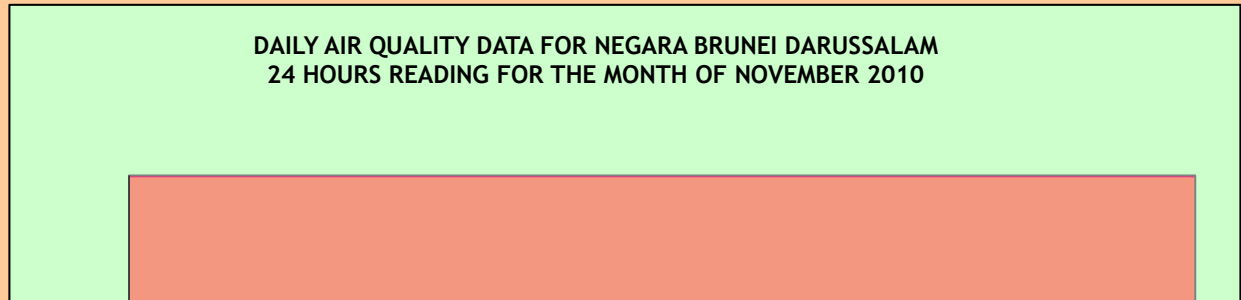 DAILY AIR QUALITY DATA FOR NEGARA BRUNEI DARUSSALAM
24 HOURS READING FOR THE MONTH OF NOVEMBER 2010